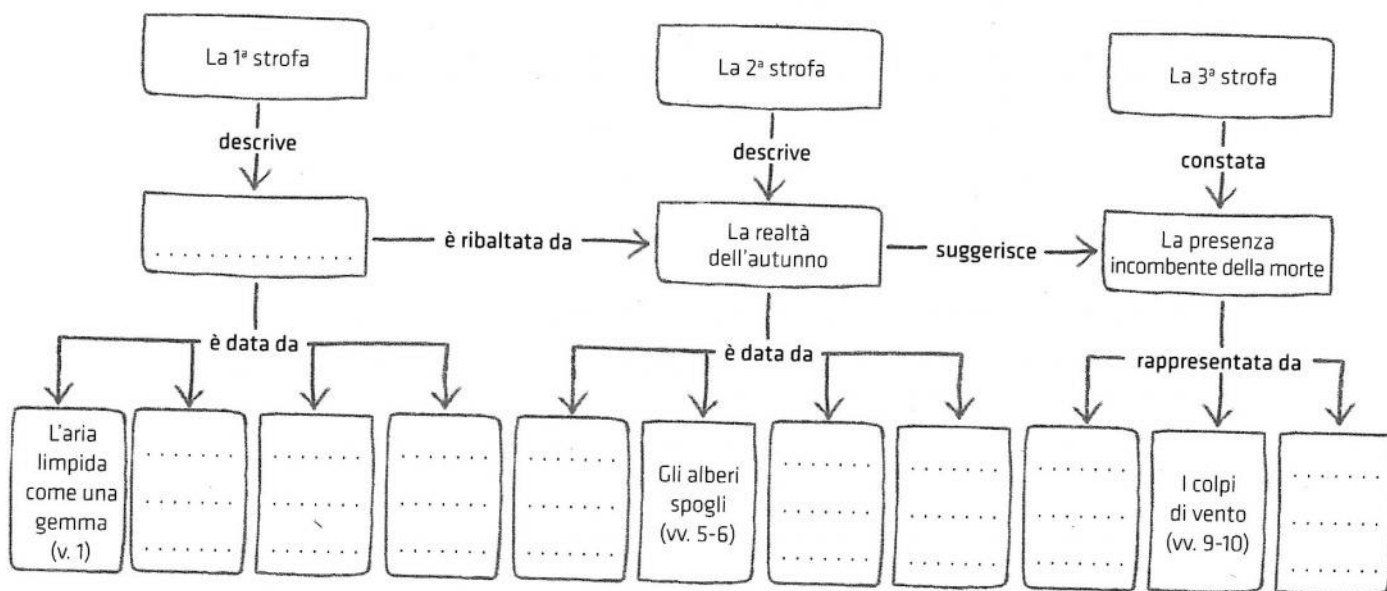 La 1ª strofa
La 2ª strofa
La 3ª strofa
descrive
descrive
constata
. . . . . . . . . . . . . . .
è ribaltata da
La realtà
dell'autunno
suggerisce
La presenza
incombente della morte
è data da
è data da
rappresentata da
L'aria
limpida
come una
gemma
(v. 1)
. . . . . . .
. . . . . . .
. . . . . . .
. . . . . . .
. . . . . . .
. . . . . . .
. . . . . . .
. . . . . . .
. . . . . . .
. . . . . . .
. . . . . . .
. . . . . . .
Gli alberi
spogli
(vv. 5-6)
. . . . . . .
. . . . . . .
. . . . . . .
. . . . . . .
. . . . . . .
. . . . . . .
. . . . . . .
. . . . . . .
. . . . . . .
I colpi
di vento
(vv. 9-10)
. . . . . . .
. . . . . . .
. . . . . . .